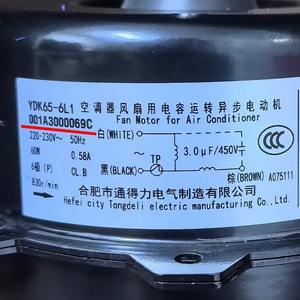 YDK65-6L1 空调器风扇用电容运转异步电动机
001A3000069C Fan Motor for Air Conditioner
220-230V~ 50Hz 白(WHITE)
60W 0.58A 3.0μF/450V
6极(P) CL.B 黑(BLACK) TP
830r/min 棕(BROWN) A075111
合肥市通得力电气制造有限公司
Hefei city Tongdeli electric manufacturing Co.,Ltd.